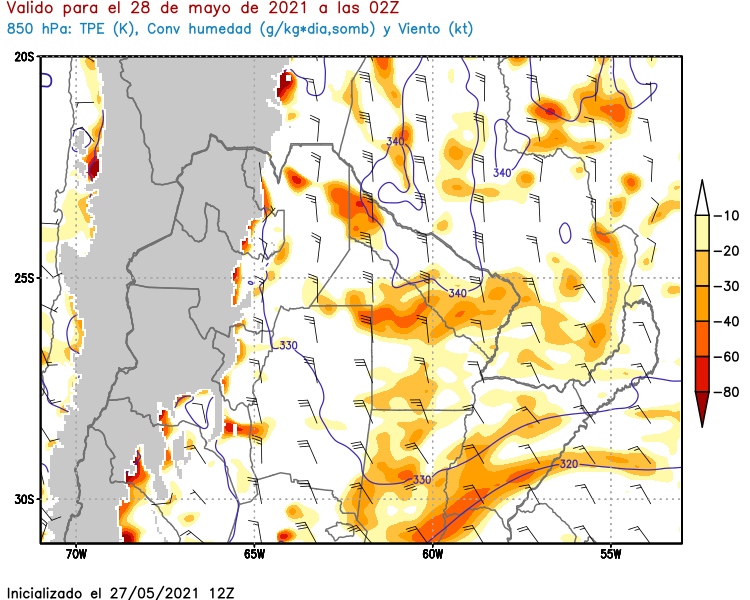 Valido para el 28 de mayo de 2021 a las 02Z
850 hPa: TPE (K), Conv humedad (g/kg*dia,somb) y Viento (kt)
20S
25S
30S
70W
65W
60W
55W
340
340
340
330
330
320
-10
-20
-30
-40
-60
-80
Inicializado el 27/05/2021 12Z